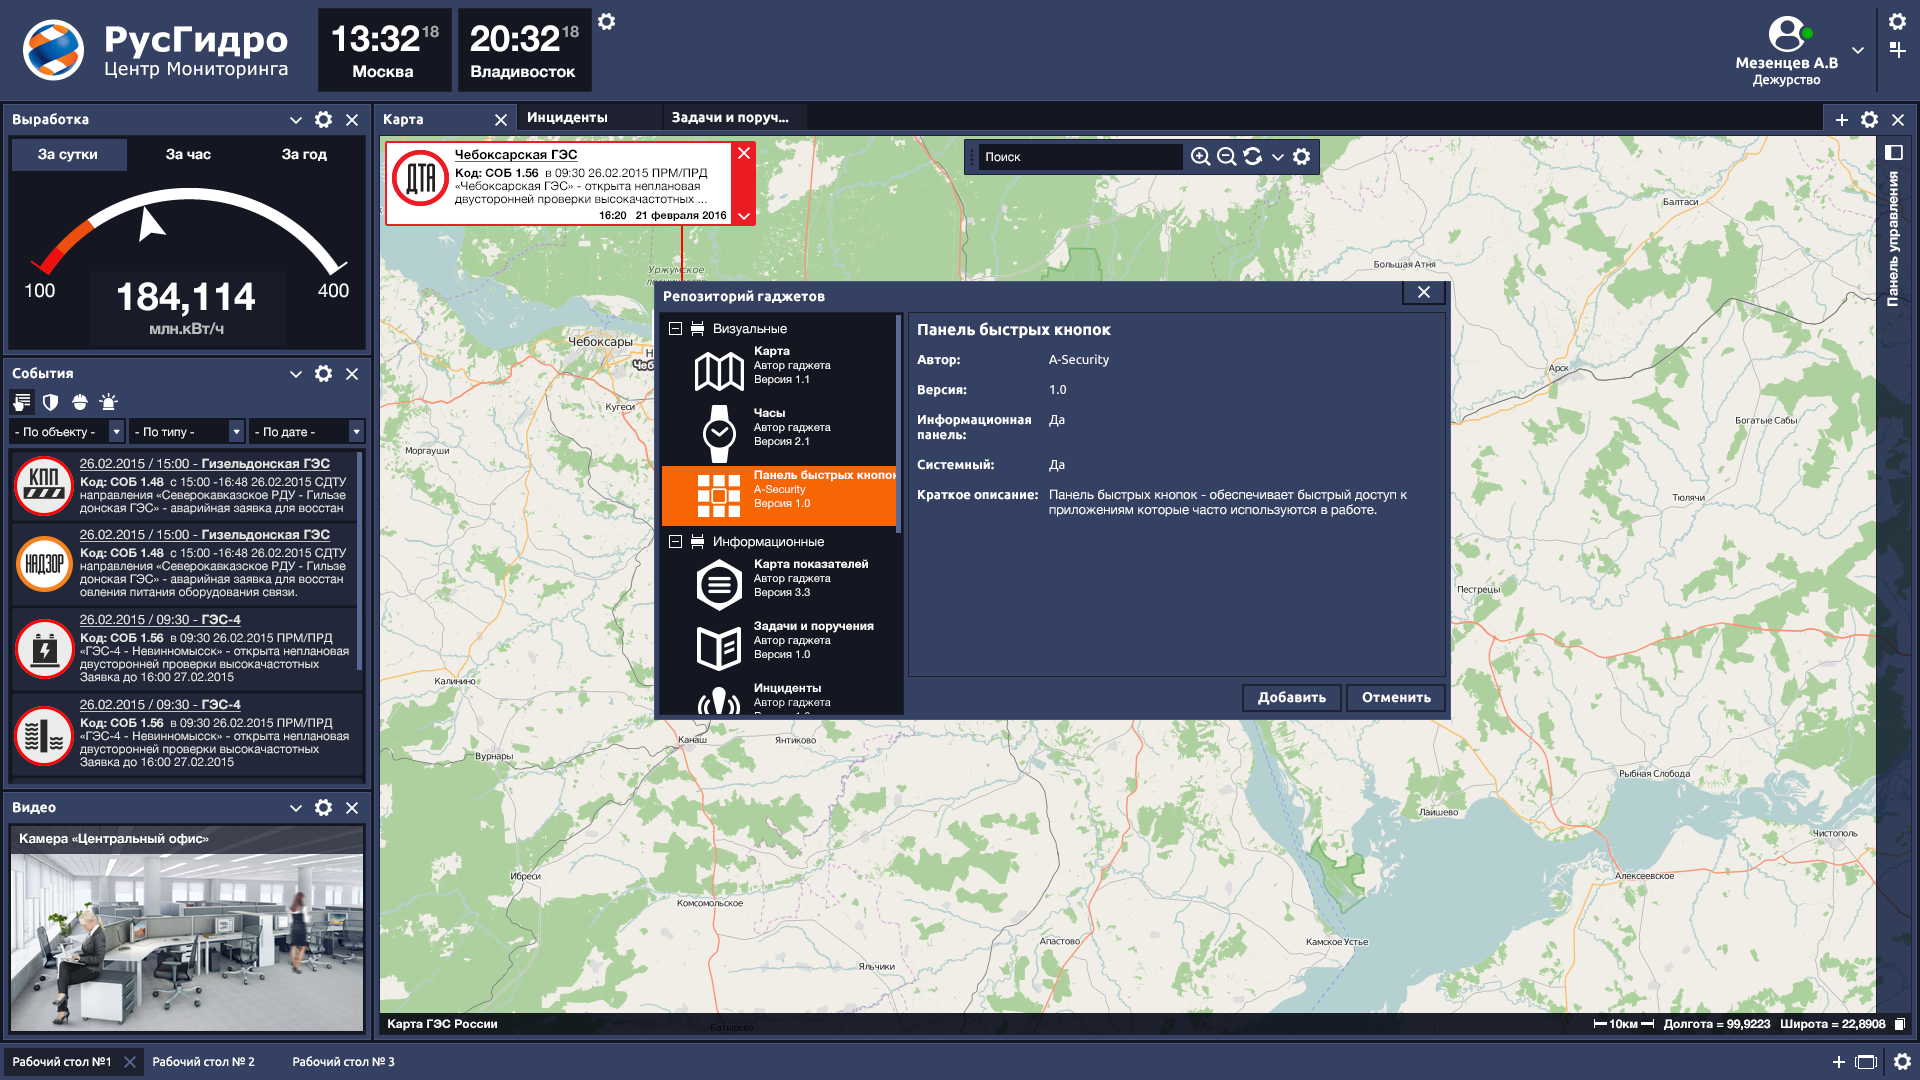 РусГидро
Центр Мониторинга
13:32 18
Москва
20:32 18
Владивосток
Мезенцев А.В
Дежурство
Выработка
За сутки
За час
За год
100
400
184,114
млн.кВт/ч
События
- По объекту -
- По типу -
- По дате -
26.02.2015 / 15:00 - Гизельдонская ГЭС
КПП
Код: СОБ 1.48 с 15:00 -16:48 26.02.2015 СДТУ
направления «Северокавказское РДУ - Гильзе
донская ГЭС» - аварийная заявка для восстан
26.02.2015 / 15:00 - Гизельдонская ГЭС
НАДЗОР
Код: СОБ 1.48 с 15:00 -16:48 26.02.2015 СДТУ
направления «Северокавказское РДУ - Гильзе
донская ГЭС» - аварийная заявка для восстан
овления питания оборудования связи.
26.02.2015 / 09:30 - ГЭС-4
Код: СОБ 1.56 в 09:30 26.02.2015 ПРМ/ПРД
«ГЭС-4 - Невинномысск» - открыта неплановая
двусторонней проверки высокачастотных
Заявка до 16:00 27.02.2015
26.02.2015 / 09:30 - ГЭС-4
Код: СОБ 1.56 в 09:30 26.02.2015 ПРМ/ПРД
«ГЭС-4 - Невинномысск» - открыта неплановая
двусторонней проверки высокачастотных
Заявка до 16:00 27.02.2015
Видео
Камера «Центральный офис»
Карта
Инциденты
Задачи и поруч...
ДТА
Чебоксарская ГЭС
Код: СОБ 1.56 в 09:30 26.02.2015 ПРМ/ПРД
«Чебоксарская ГЭС» - открыта неплановая
двусторонней проверки высокачастотных ...
16:20 21 февраля 2016
Поиск
Панель управления
Балтаси
Большая Атня
Уржумское
Чебоксары
Кугеси
Моргауши
Арск
Богатые Сабы
Тюлячи
Пестрецы
Калинино
Канаш
Янтиково
Вурнары
Рыбная Слобода
Лаишево
Чистополь
Ибреси
Алексеевское
Комсомольское
Апастово
Камское Устье
Яльчики
Батырево
Репозиторий гаджетов
Визуальные
Карта
Автор гаджета
Версия 1.1
Часы
Автор гаджета
Версия 2.1
Панель быстрых кнопок
A-Security
Версия 1.0
Информационные
Карта показателей
Автор гаджета
Версия 3.3
Задачи и поручения
Автор гаджета
Версия 1.0
Инциденты
Автор гаджета
Панель быстрых кнопок
Автор: A-Security
Версия: 1.0
Информационная Да
панель:
Системный: Да
Краткое описание: Панель быстрых кнопок - обеспечивает быстрый доступ к
приложениям которые часто используются в работе.
Добавить
Отменить
Карта ГЭС России
10км
Долгота = 99,9223 Широта = 22,8908
Рабочий стол №1
Рабочий стол № 2
Рабочий стол № 3